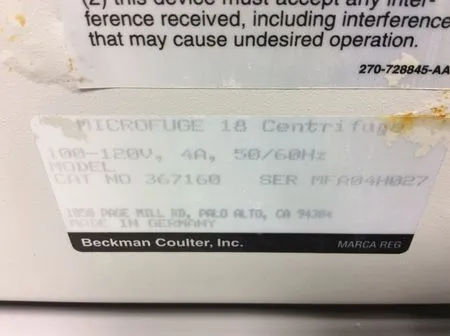 (2) this device must accept any inter-
ference received, including interference
that may cause undesired operation.
270-728845-AA
MICROFUGE 18 Centrifuge
100-120V, 4A, 50/60Hz
MODEL
CAT NO 367160 SER MFA04H027
1050 PAGE MILL RD, PALO ALTO, CA 94304
MADE IN GERMANY
Beckman Coulter, Inc. MARCA REG